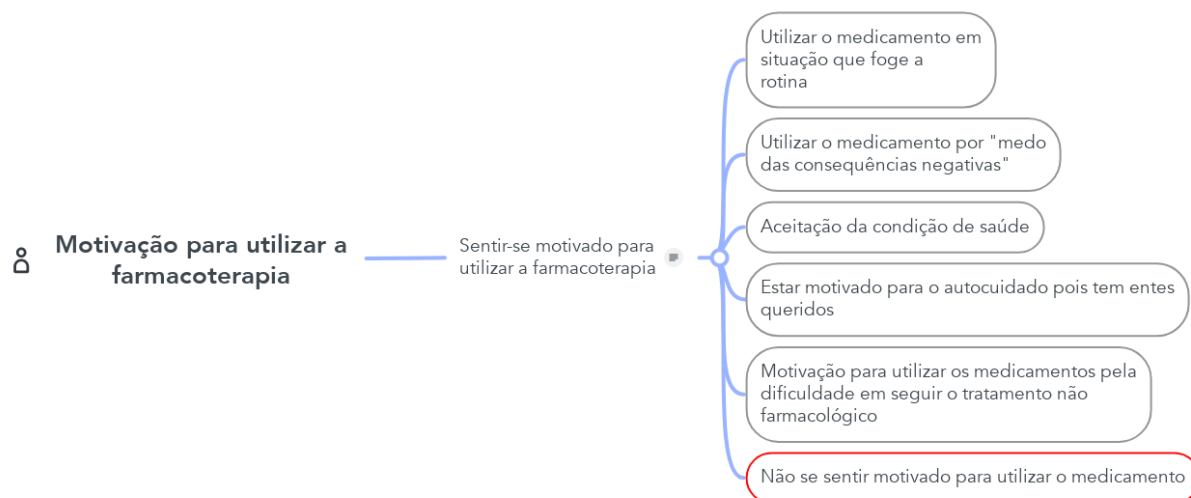 Motivação para utilizar a
farmacoterapia
Sentir-se motivado para
utilizar a farmacoterapia
Utilizar o medicamento em
situação que foge a
rotina
Utilizar o medicamento por "medo
das consequências negativas"
Aceitação da condição de saúde
Estar motivado para o autocuidado pois tem entes
queridos
Motivação para utilizar os medicamentos pela
dificuldade em seguir o tratamento não
farmacológico
Não se sentir motivado para utilizar o medicamento